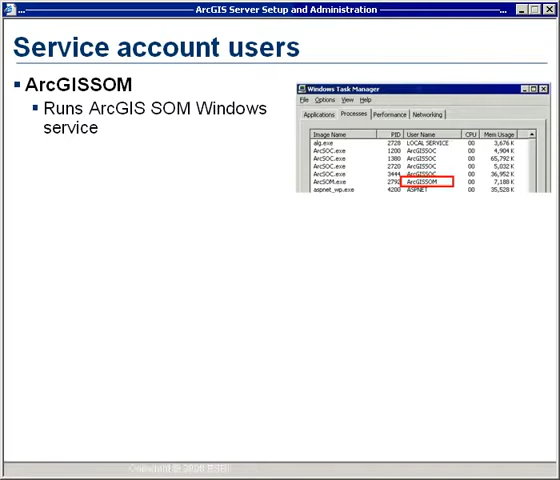 ... ArcGIS Server Setup and Administration ...
Service account users
ArcGISSOM
Runs ArcGIS SOM Windows
service
Windows Task Manager
File Options View Help
Applications Processes Performance Networking
Image Name PID User Name CPU Mem Usage
alg.exe 2728 LOCAL SERVICE 00 3,676 K
ArcSOC.exe 1200 ArcGISSOC 00 4,904 K
ArcSOC.exe 1380 ArcGISSOC 00 65,792 K
ArcSOC.exe 2720 ArcGISSOC 00 5,032 K
ArcSOC.exe 3444 ArcGISSOC 00 36,952 K
ArcSOM.exe 2792 ArcGISSOM 00 7,188 K
aspnet_wp.exe 4200 ASPNET 00 35,528 K
Copyright © 2008 ESRI